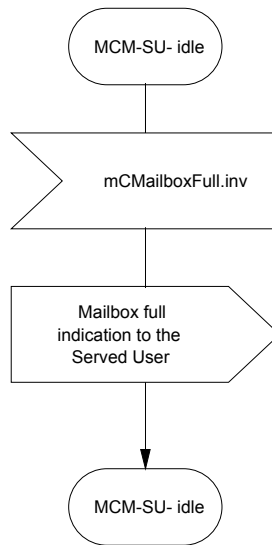 MCM-SU- idle
mCMailboxFull.inv
Mailbox full
indication to the
Served User
MCM-SU- idle